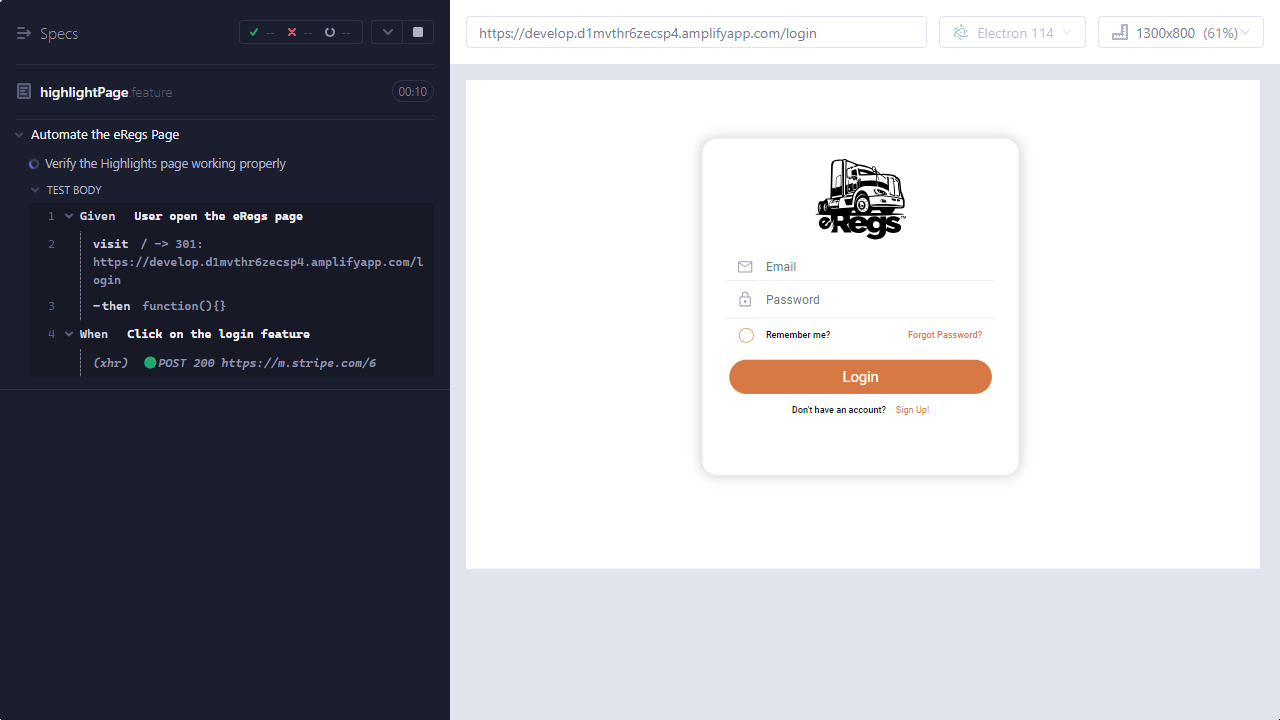 Specs
-- -- --
highlightPage.feature
00:10
Automate the eRegs Page
Verify the Highlights page working properly
TEST BODY
1 Given User open the eRegs page
2 visit / -> 301:
https://develop.d1mvthr6zecsp4.amplifyapp.com/l
ogin
3 -then function(){}
4 When Click on the login feature
(xhr) POST 200 https://m.stripe.com/6
https://develop.d1mvthr6zecsp4.amplifyapp.com/login
Electron 114
1300x800 (61%)
eRegs™
Email
Password
Remember me? Forgot Password?
Login
Don't have an account? Sign Up!